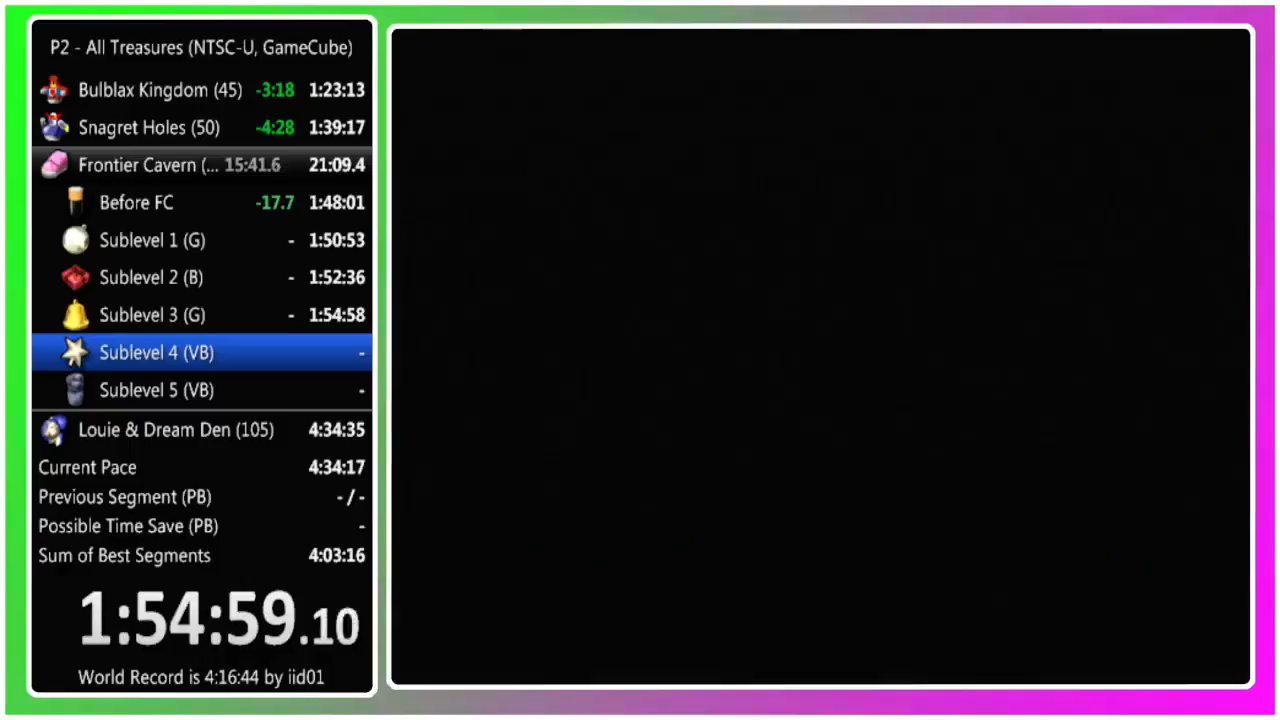 P2 - All Treasures (NTSC-U, GameCube)
Bulblax Kingdom (45) -3:18 1:23:13
Snagret Holes (50) -4:28 1:39:17
Frontier Cavern (... 15:41.6 21:09.4
Before FC -17.7 1:48:01
Sublevel 1 (G) - 1:50:53
Sublevel 2 (B) - 1:52:36
Sublevel 3 (G) - 1:54:58
Sublevel 4 (VB) -
Sublevel 5 (VB) -
Louie & Dream Den (105) 4:34:35
Current Pace 4:34:17
Previous Segment (PB) - / -
Possible Time Save (PB) -
Sum of Best Segments 4:03:16
1:54:59.10
World Record is 4:16:44 by iid01